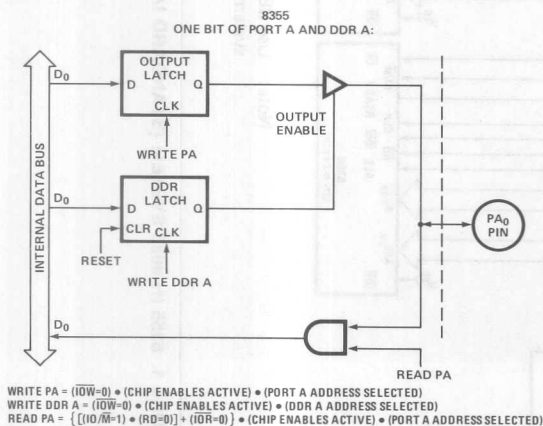 8355
ONE BIT OF PORT A AND DDR A:
D₀
OUTPUT
LATCH
D
Q
CLK
OUTPUT
ENABLE
WRITE PA
INTERNAL DATA BUS
D₀
DDR
LATCH
D
Q
CLR CLK
RESET
WRITE DDR A
PA₀
PIN
D₀
READ PA
WRITE PA = (I̅O̅W̅=0) • (CHIP ENABLES ACTIVE) • (PORT A ADDRESS SELECTED)
WRITE DDR A = (I̅O̅W̅=0) • (CHIP ENABLES ACTIVE) • (DDR A ADDRESS SELECTED)
READ PA = {[(IO/M̅=1) • (RD=0)] + (I̅O̅R̅=0)} • (CHIP ENABLES ACTIVE) • (PORT A ADDRESS SELECTED)